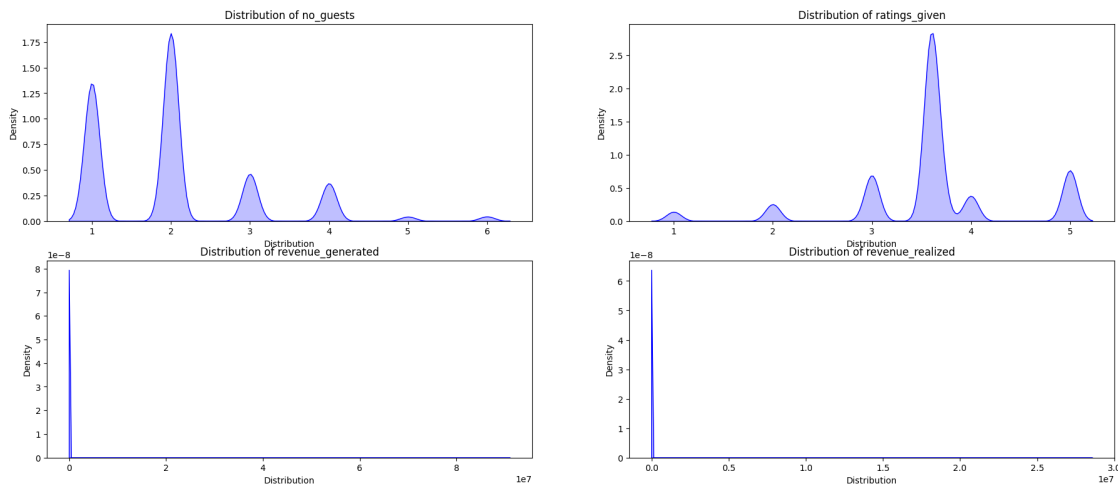 Distribution of no_guests
Density
1.75
1.50
1.25
1.00
0.75
0.50
0.25
0.00
1 2 3 4 5 6
Distribution
Distribution of ratings_given
Density
2.5
2.0
1.5
1.0
0.5
0.0
1 2 3 4 5
Distribution
1e−8
Distribution of revenue_generated
Density
8
7
6
5
4
3
2
1
0
0 2 4 6 8
1e7
Distribution
1e−8
Distribution of revenue_realized
Density
6
5
4
3
2
1
0
0.0 0.5 1.0 1.5 2.0 2.5 3.0
1e7
Distribution